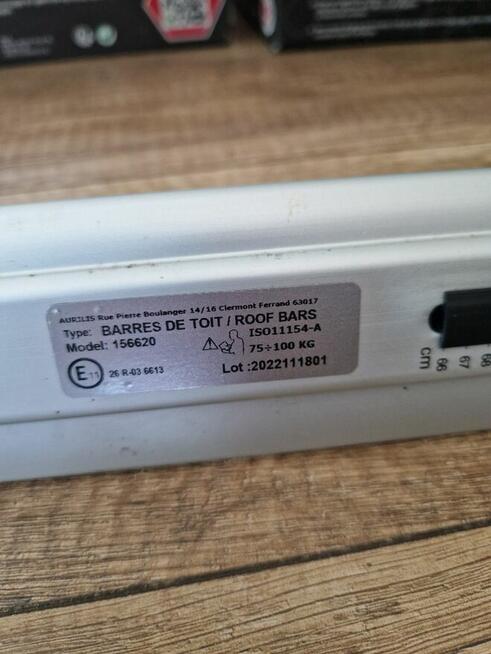 AURILIS Rue Pierre Boulanger 14/16 Clermont Ferrand 63017
Type: BARRES DE TOIT / ROOF BARS
Model: 156620
ISO11154-A
75÷100 KG
E11 26 R-03 6613
Lot :2022111801
cm 66 67 68